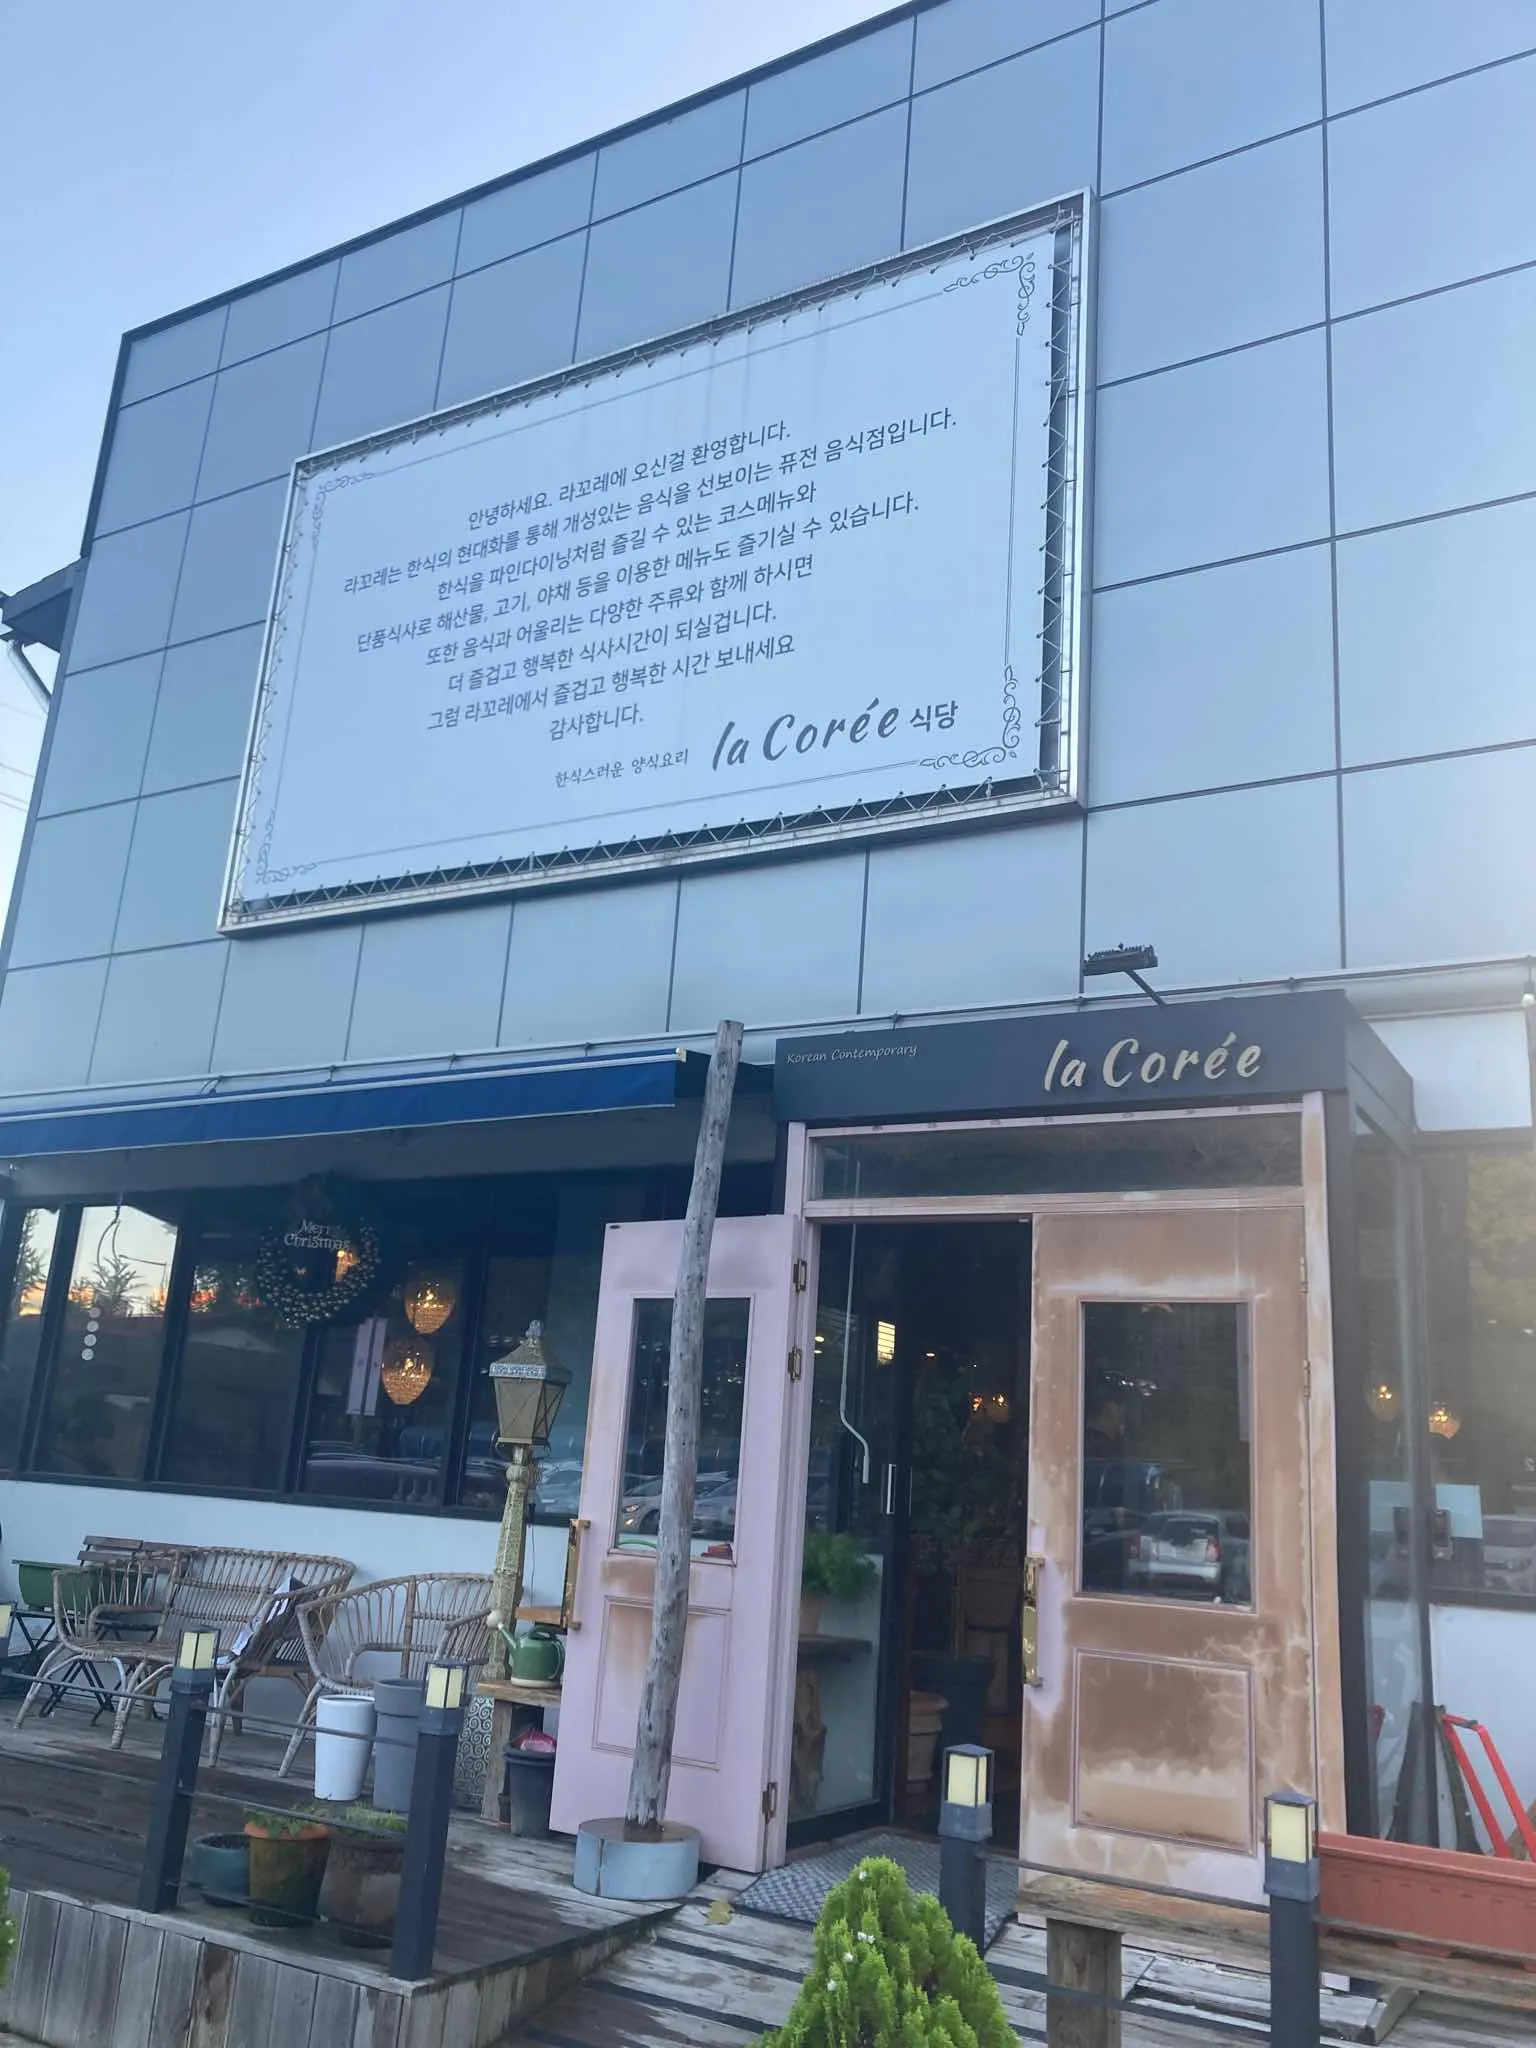 안녕하세요. 라꼬레에 오신걸 환영합니다.
라꼬레는 한식의 현대화를 통해 개성있는 음식을 선보이는 퓨전 음식점입니다.
한식을 파인다이닝처럼 즐길 수 있는 코스메뉴와
단품식사로 해산물, 고기, 야채 등을 이용한 메뉴도 즐기실 수 있습니다.
또한 음식과 어울리는 다양한 주류와 함께 하시면
더 즐겁고 행복한 식사시간이 되실겁니다.
그럼 라꼬레에서 즐겁고 행복한 시간 보내세요
감사합니다.
한식스러운 양식요리 la Corée 식당
Korean Contemporary la Corée
Merry
Christmas